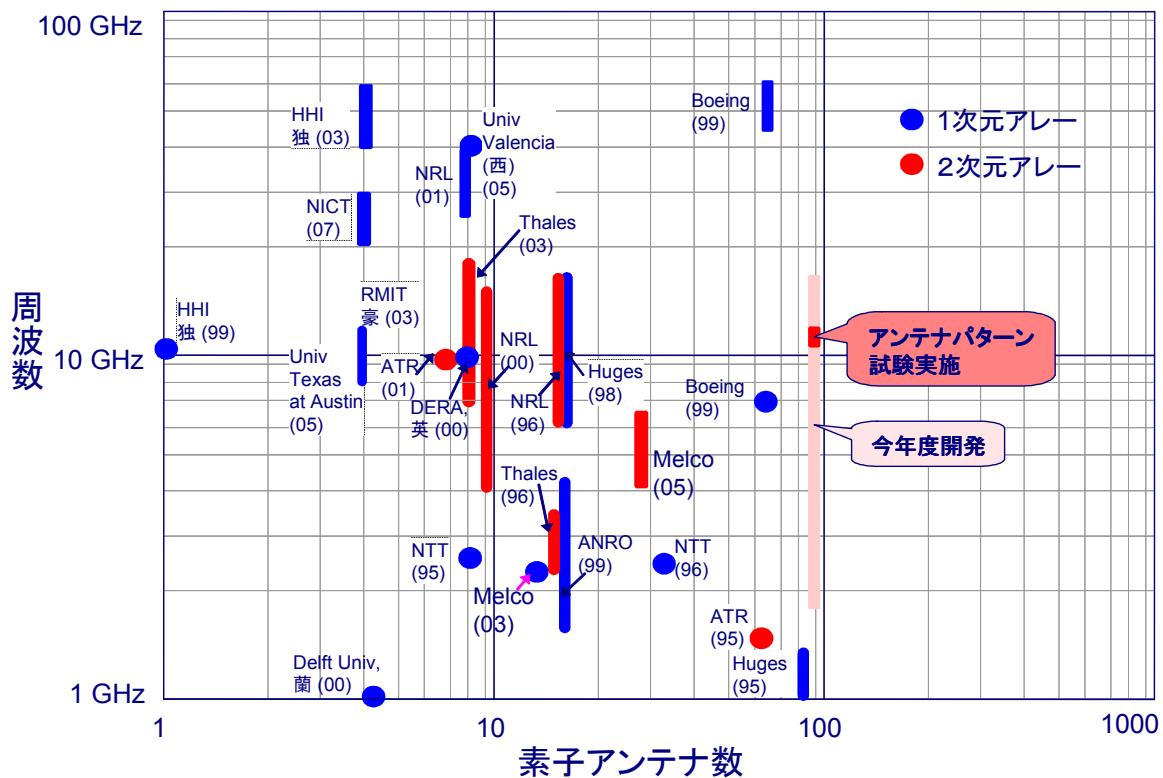 100 GHz
10 GHz
1 GHz
周波数
1
10
100
1000
素子アンテナ数
1次元アレー
2次元アレー
HHI
独 (03)
NICT
(07)
HHI
独 (99)
RMIT
豪 (03)
Univ
Texas
at Austin
(05)
NRL
(01)
Univ
Valencia
(西)
(05)
Thales
(03)
ATR
(01)
DERA,
英 (00)
NRL
(00)
NRL
(96)
Huges
(98)
Boeing
(99)
Boeing
(99)
アンテナパターン
試験実施
今年度開発
Melco
(05)
Thales
(96)
ANRO
(99)
NTT
(95)
Melco
(03)
NTT
(96)
ATR
(95)
Huges
(95)
Delft Univ,
蘭 (00)